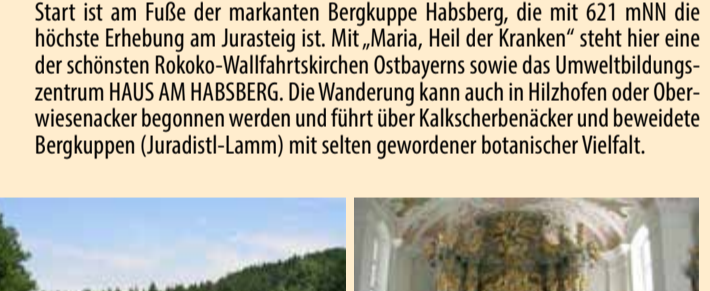 Start ist am Fuße der markanten Bergkuppe Habsberg, die mit 621 mNN die
höchste Erhebung am Jurasteig ist. Mit „Maria, Heil der Kranken“ steht hier eine
der schönsten Rokoko-Wallfahrtskirchen Ostbayerns sowie das Umweltbildungs-
zentrum HAUS AM HABSBERG. Die Wanderung kann auch in Hilzhofen oder Ober-
wiesenacker begonnen werden und führt über Kalkscherbenäcker und beweidete
Bergkuppen (Juradistl-Lamm) mit selten gewordener botanischer Vielfalt.